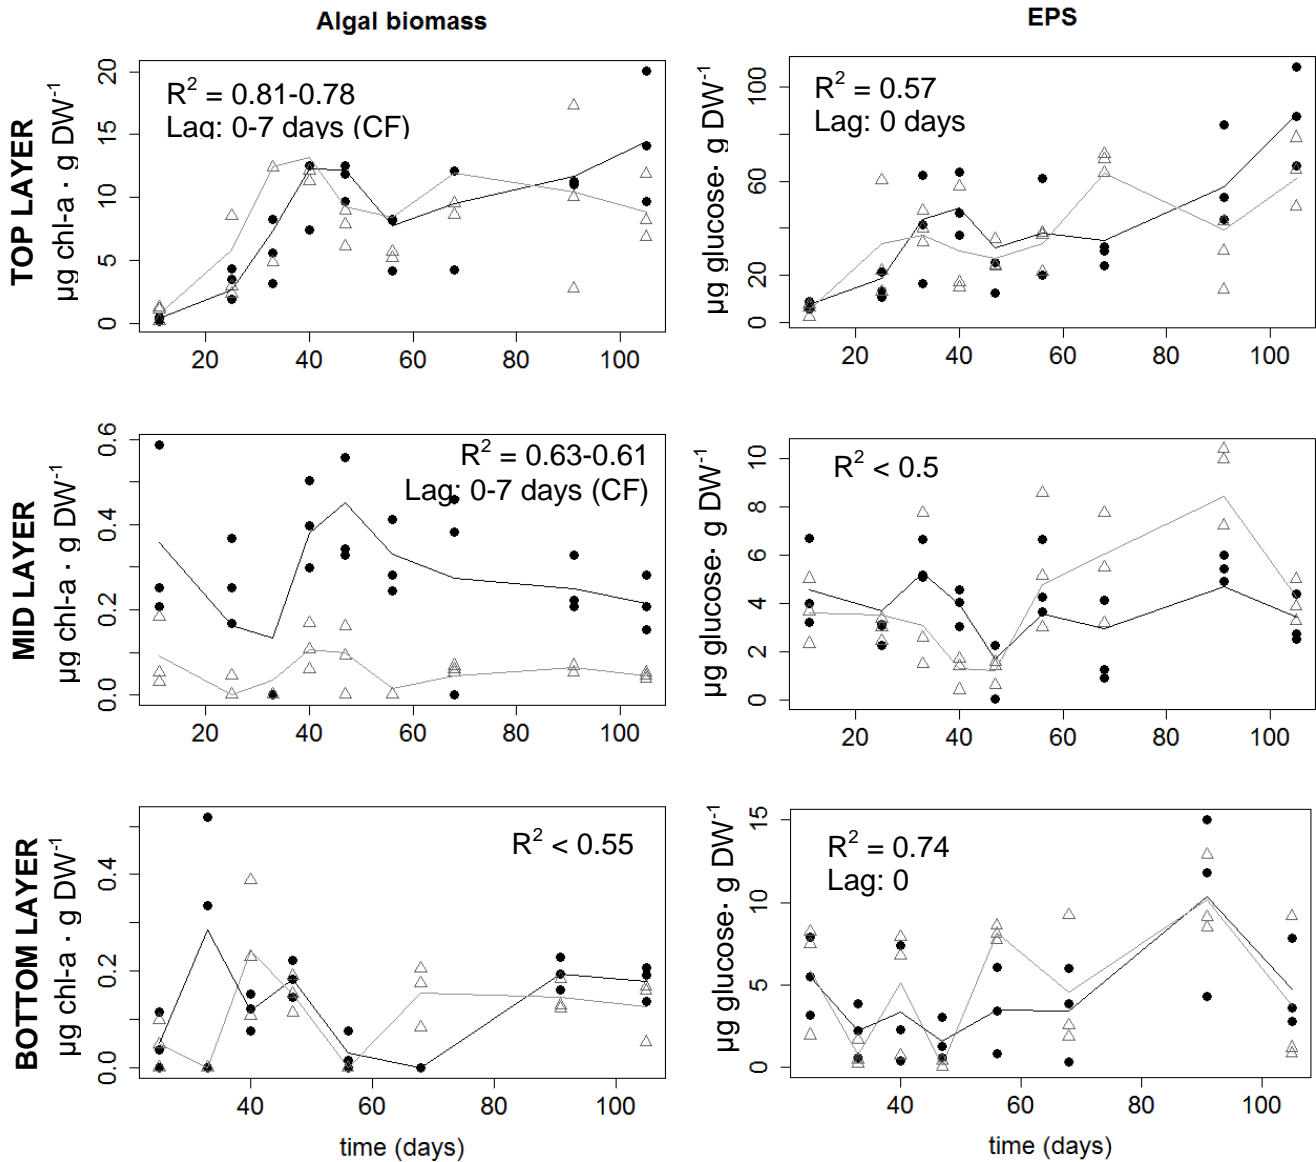 Algal biomass
EPS
TOP LAYER
µg chl-a · g DW⁻¹
0 5 10 15 20
R² = 0.81-0.78
Lag: 0-7 days (CF)
20 40 60 80 100
µg glucose· g DW⁻¹
0 20 60 100
R² = 0.57
Lag: 0 days
20 40 60 80 100
MID LAYER
µg chl-a · g DW⁻¹
0.0 0.2 0.4 0.6
R² = 0.63-0.61
Lag: 0-7 days (CF)
20 40 60 80 100
µg glucose· g DW⁻¹
0 2 4 6 8 10
R² < 0.5
20 40 60 80 100
BOTTOM LAYER
µg chl-a · g DW⁻¹
0.0 0.2 0.4
R² < 0.55
40 60 80 100
time (days)
µg glucose· g DW⁻¹
0 5 10 15
R² = 0.74
Lag: 0
40 60 80 100
time (days)